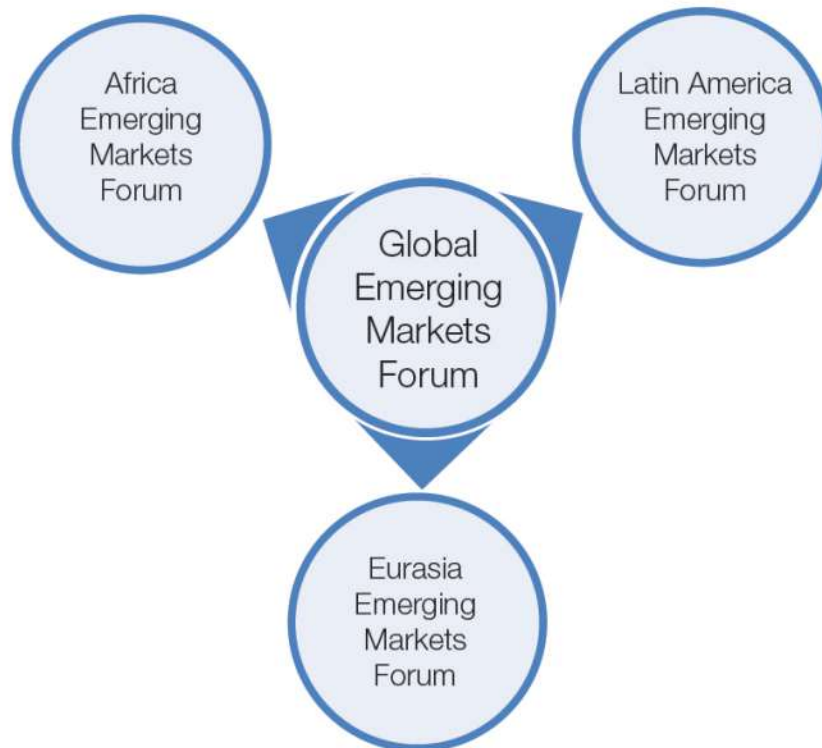 Africa
Emerging
Markets
Forum
Latin America
Emerging
Markets
Forum
Global
Emerging
Markets
Forum
Eurasia
Emerging
Markets
Forum